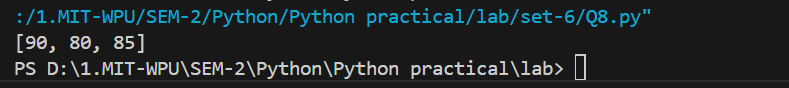 :/1.MIT-WPU/SEM-2/Python/Python practical/lab/set-6/Q8.py"
[90, 80, 85]
PS D:\1.MIT-WPU\SEM-2\Python\Python practical\lab>